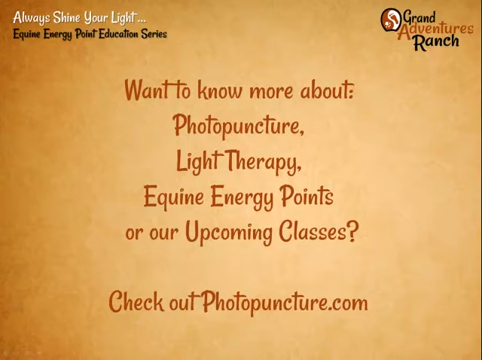 Always Shine Your Light...
Equine Energy Point Education Series
Grand
Adventures
Ranch
Want to know more about:
Photopuncture,
Light Therapy,
Equine Energy Points
or our Upcoming Classes?
Check out Photopuncture.com